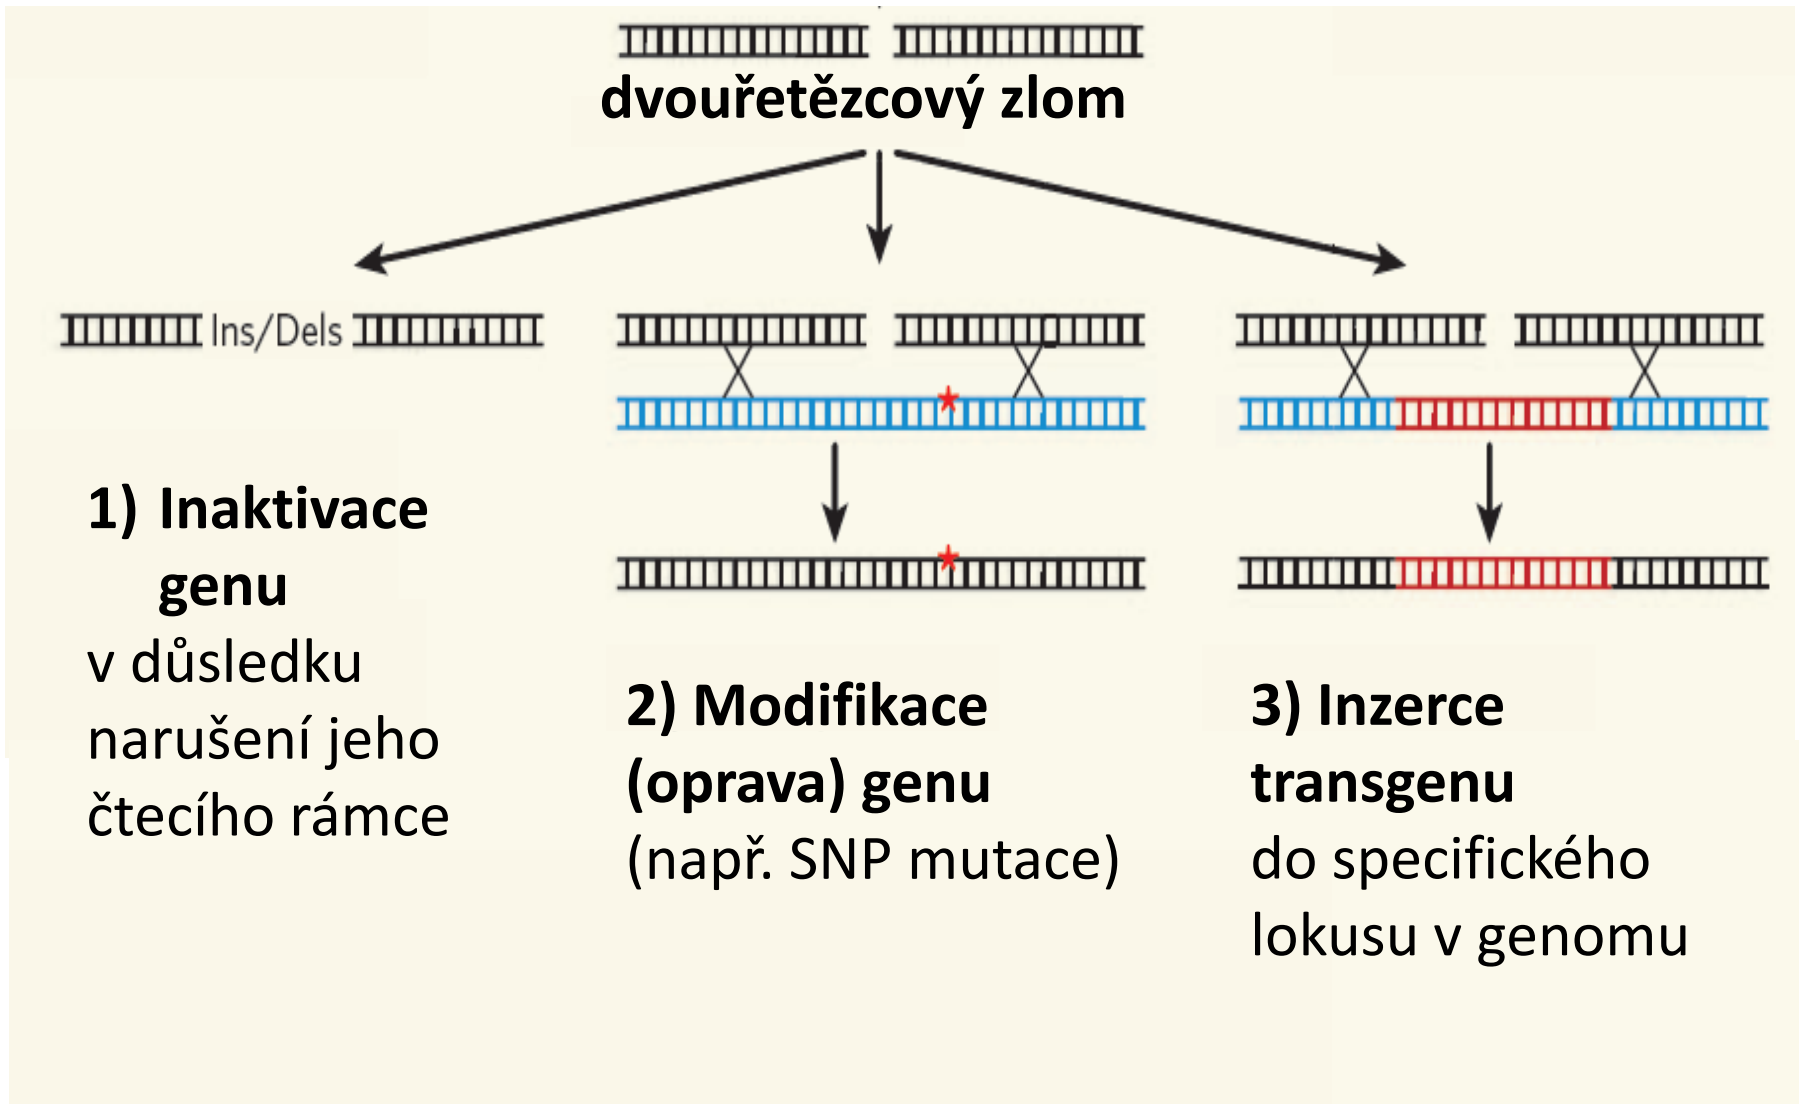 dvouřetězcový zlom
Ins/Dels
1) Inaktivace
genu
v důsledku
narušení jeho
čtecího rámce
2) Modifikace
(oprava) genu
(např. SNP mutace)
3) Inzerce
transgenu
do specifického
lokusu v genomu